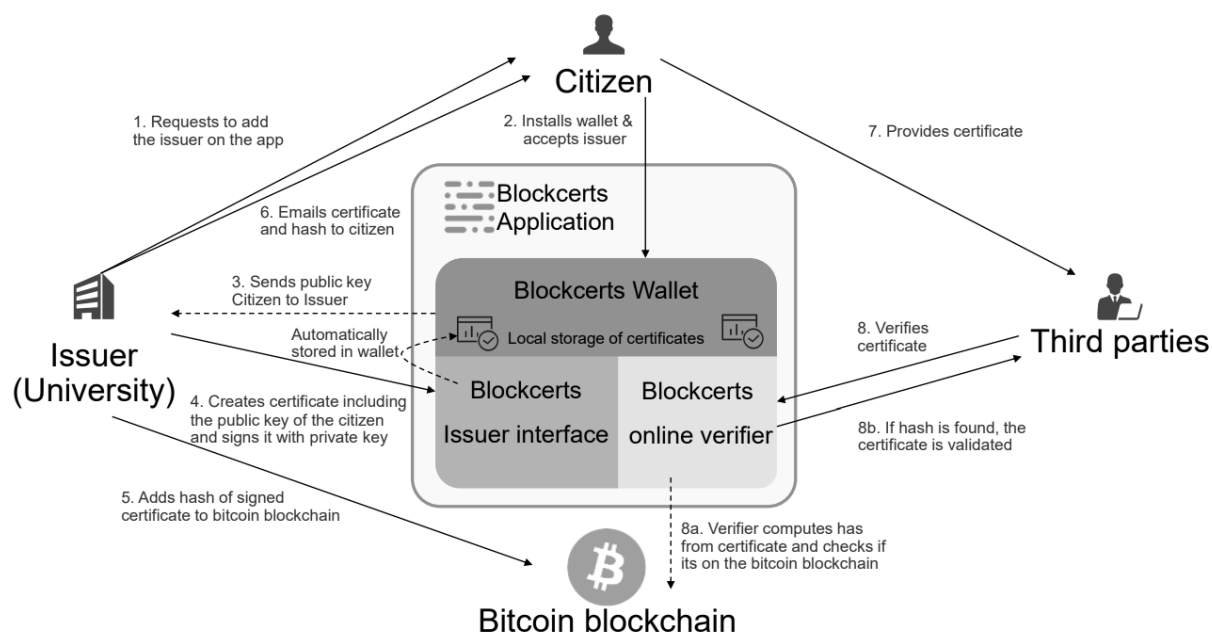 Citizen
1. Requests to add
the issuer on the app
2. Installs wallet &
accepts issuer
7. Provides certificate
Blockcerts
Application
6. Emails certificate
and hash to citizen
3. Sends public key
Citizen to Issuer
Blockcerts Wallet
Automatically
stored in wallet
Local storage of certificates
Issuer
(University)
8. Verifies
certificate
Third parties
Blockcerts
Issuer interface
Blockcerts
online verifier
4. Creates certificate including
the public key of the citizen
and signs it with private key
8b. If hash is found, the
certificate is validated
5. Adds hash of signed
certificate to bitcoin blockchain
8a. Verifier computes has
from certificate and checks if
its on the bitcoin blockchain
Bitcoin blockchain